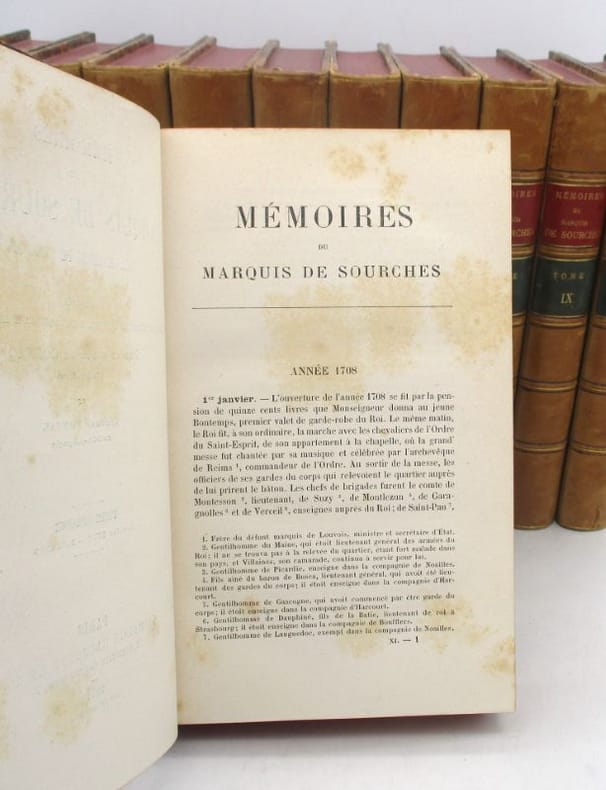 MÉMOIRES
DU
MARQUIS DE SOURCHES
ANNÉE 1708
1er janvier. — L'ouverture de l'année 1708 se fit par la pen-
sion de quinze cents livres que Monseigneur donna au jeune
Bontemps, premier valet de garde-robe du Roi. Le même matin,
le Roi fit, à son ordinaire, la marche avec les chevaliers de l'Ordre
du Saint-Esprit, de son appartement à la chapelle, où la grand'
messe fut chantée par sa musique et célébrée par l'archevêque
de Reims 1, commandeur de l'Ordre. Au sortir de la messe, les
officiers de ses gardes du corps qui relevoient le quartier auprès
de lui prirent le bâton. Les chefs de brigades furent le comte de
Montesson 2, lieutenant, de Suzy 3, de Montlezun 4, de Gara-
gnolles 5 et de Verceil 6, enseignes auprès du Roi; de Saint-Pau 7,
1. Frère du défunt marquis de Louvois, ministre et secrétaire d'État.
2. Gentilhomme du Maine, qui étoit lieutenant général des armées du
Roi; il ne se trouva pas à la relevée du quartier, étant fort malade dans
son pays, et Villaines, son camarade, continua à servir pour lui.
3. Gentilhomme de Picardie, enseigne dans la compagnie de Noailles.
4. Fils aîné du baron de Busca, lieutenant général, qui avoit été lieu-
tenant des gardes du corps; il étoit enseigne dans la compagnie d'Har-
court.
5. Gentilhomme de Gascogne, qui avoit commencé par être garde du
corps; il étoit enseigne dans la compagnie d'Harcourt.
6. Gentilhomme de Dauphiné, fils de la Batie, lieutenant de roi à
Strasbourg; il étoit enseigne dans la compagnie de Boufflers.
7. Gentilhomme de Languedoc, exempt dans la compagnie de Noailles.
XI. — 1
MÉMOIRES
DU
MARQUIS
DE SOURCHES
TOME
IX